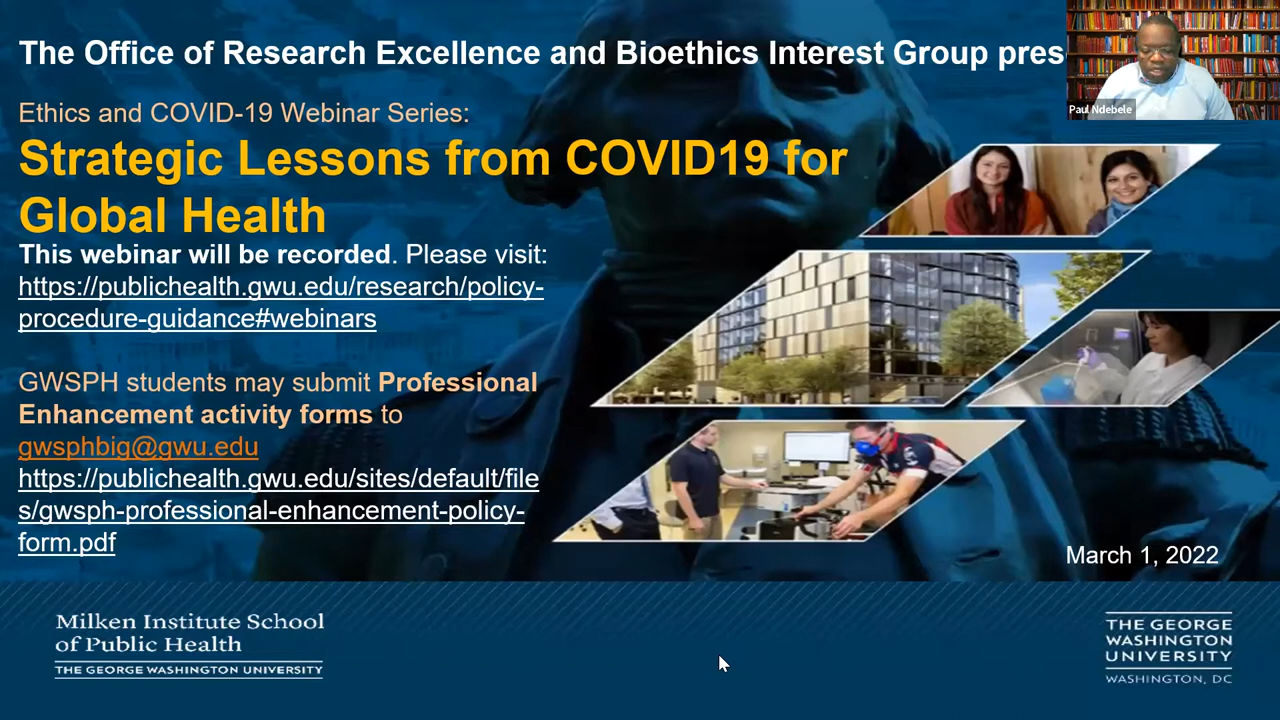 The Office of Research Excellence and Bioethics Interest Group pres
Paul Ndebele
Ethics and COVID-19 Webinar Series:
Strategic Lessons from COVID19 for
Global Health
This webinar will be recorded. Please visit:
https://publichealth.gwu.edu/research/policy-
procedure-guidance#webinars
GWSPH students may submit Professional
Enhancement activity forms to
gwsphbig@gwu.edu
https://publichealth.gwu.edu/sites/default/file
s/gwsph-professional-enhancement-policy-
form.pdf
March 1, 2022
Milken Institute School
of Public Health
THE GEORGE WASHINGTON UNIVERSITY
THE GEORGE
WASHINGTON
UNIVERSITY
WASHINGTON, DC